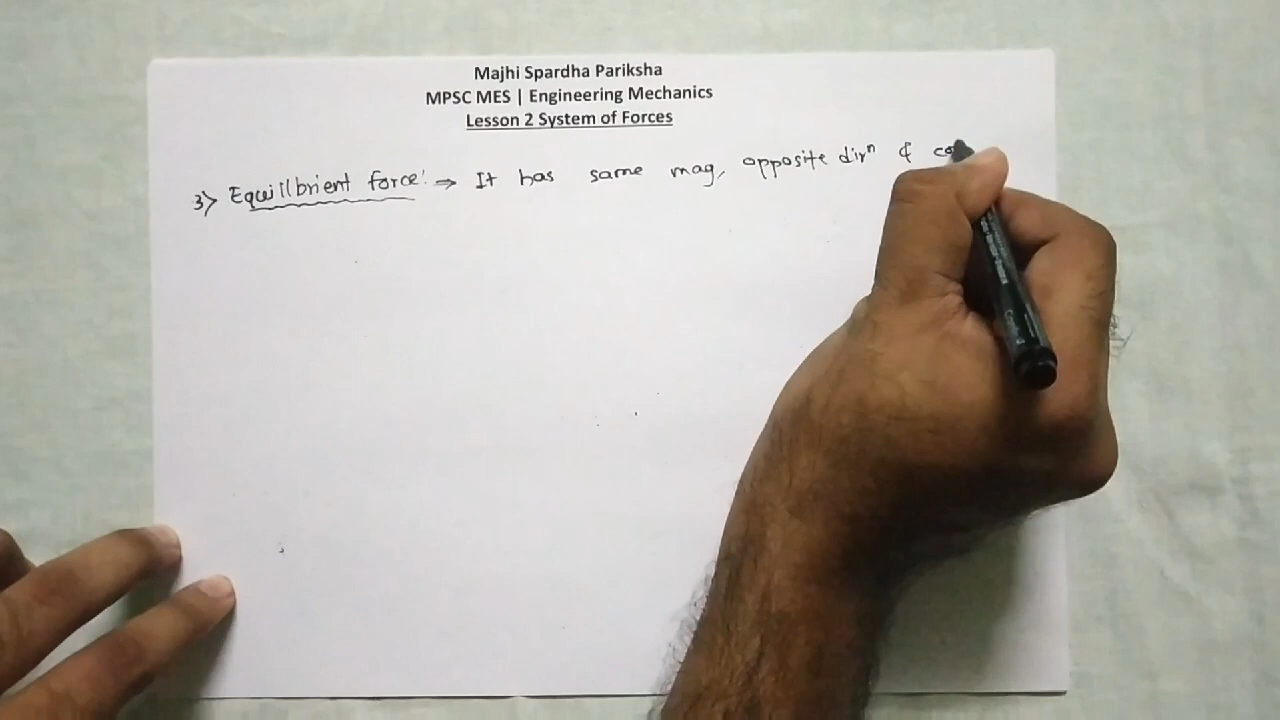 Majhi Spardha Pariksha
MPSC MES | Engineering Mechanics
Lesson 2 System of Forces
3> Equillbrient force:→ It has same mag, opposite dirⁿ &